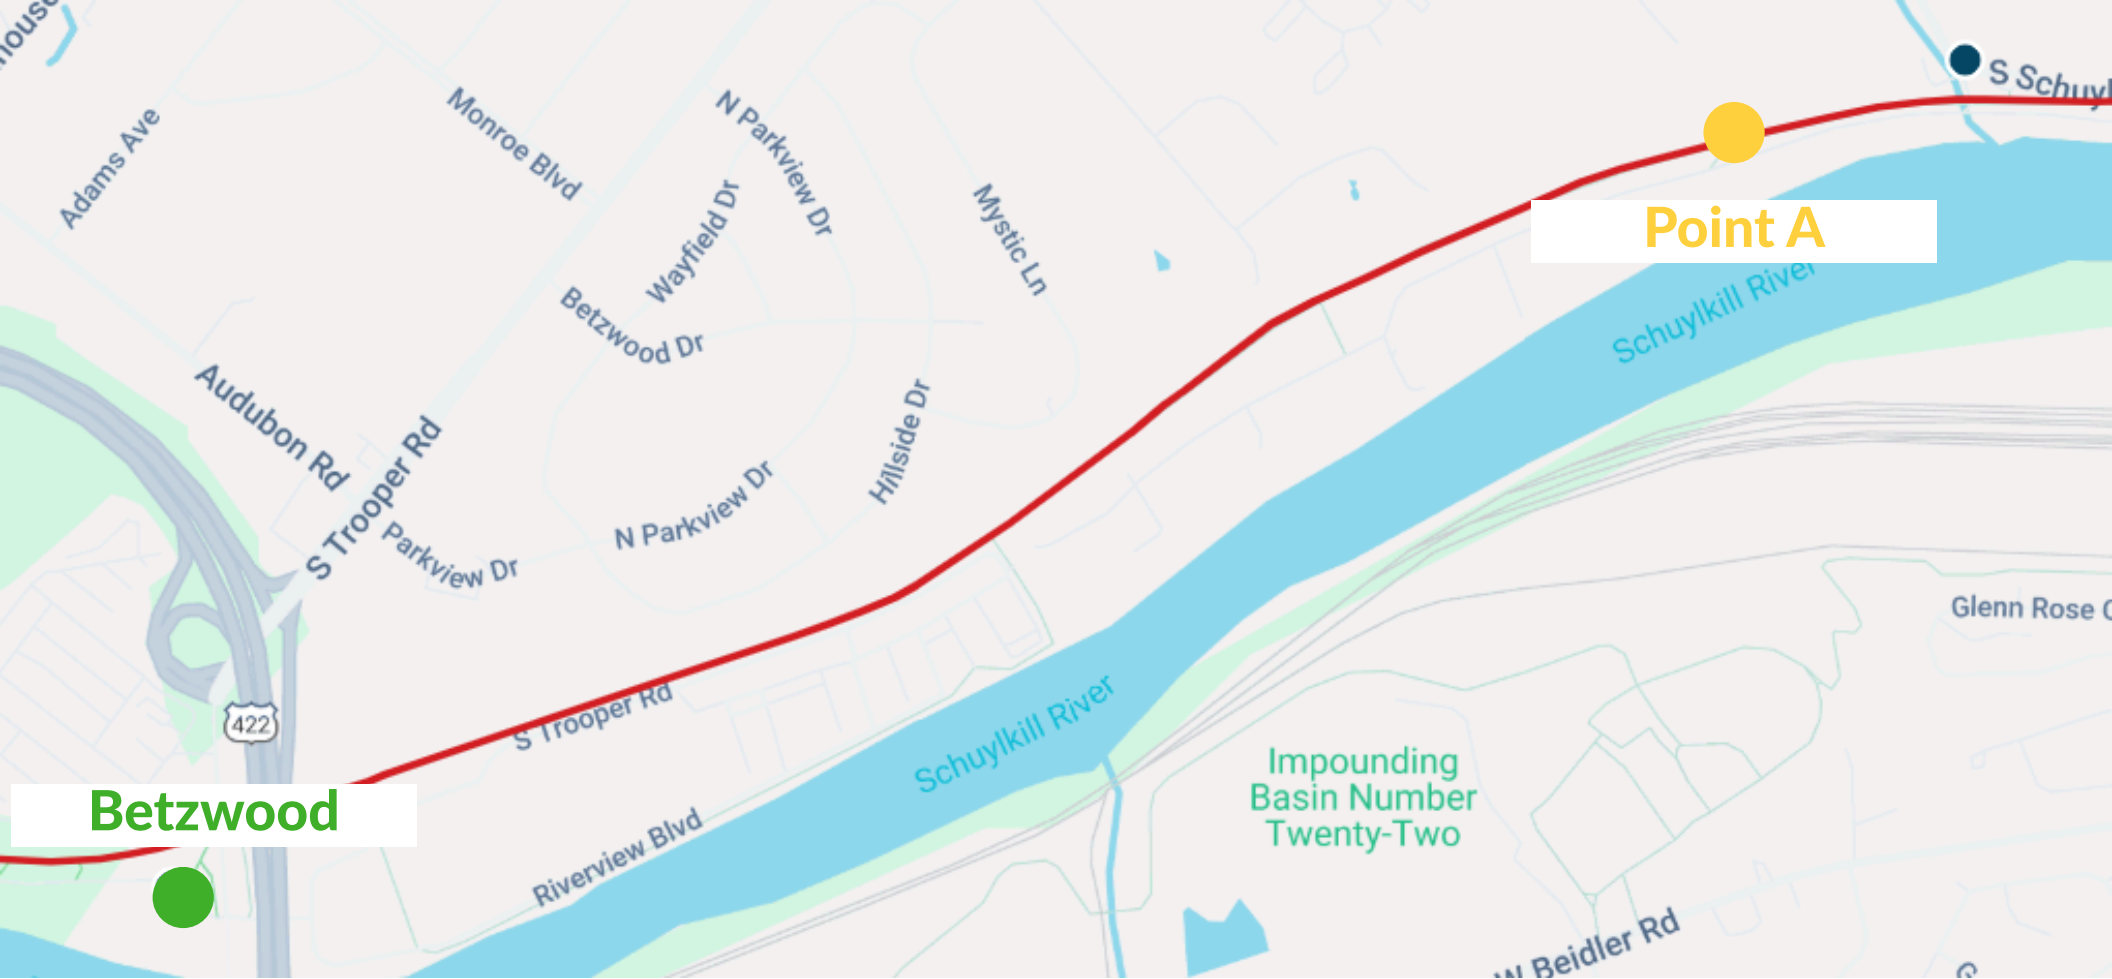 Adams Ave
Monroe Blvd
N Parkview Dr
Wayfield Dr
Mystic Ln
Betzwood Dr
Point A
Schuylkill River
Audubon Rd
S Trooper Rd
Hillside Dr
N Parkview Dr
Parkview Dr
Glenn Rose
422
S Trooper Rd
Schuylkill River
Impounding
Basin Number
Twenty-Two
Betzwood
Riverview Blvd
W Beidler Rd